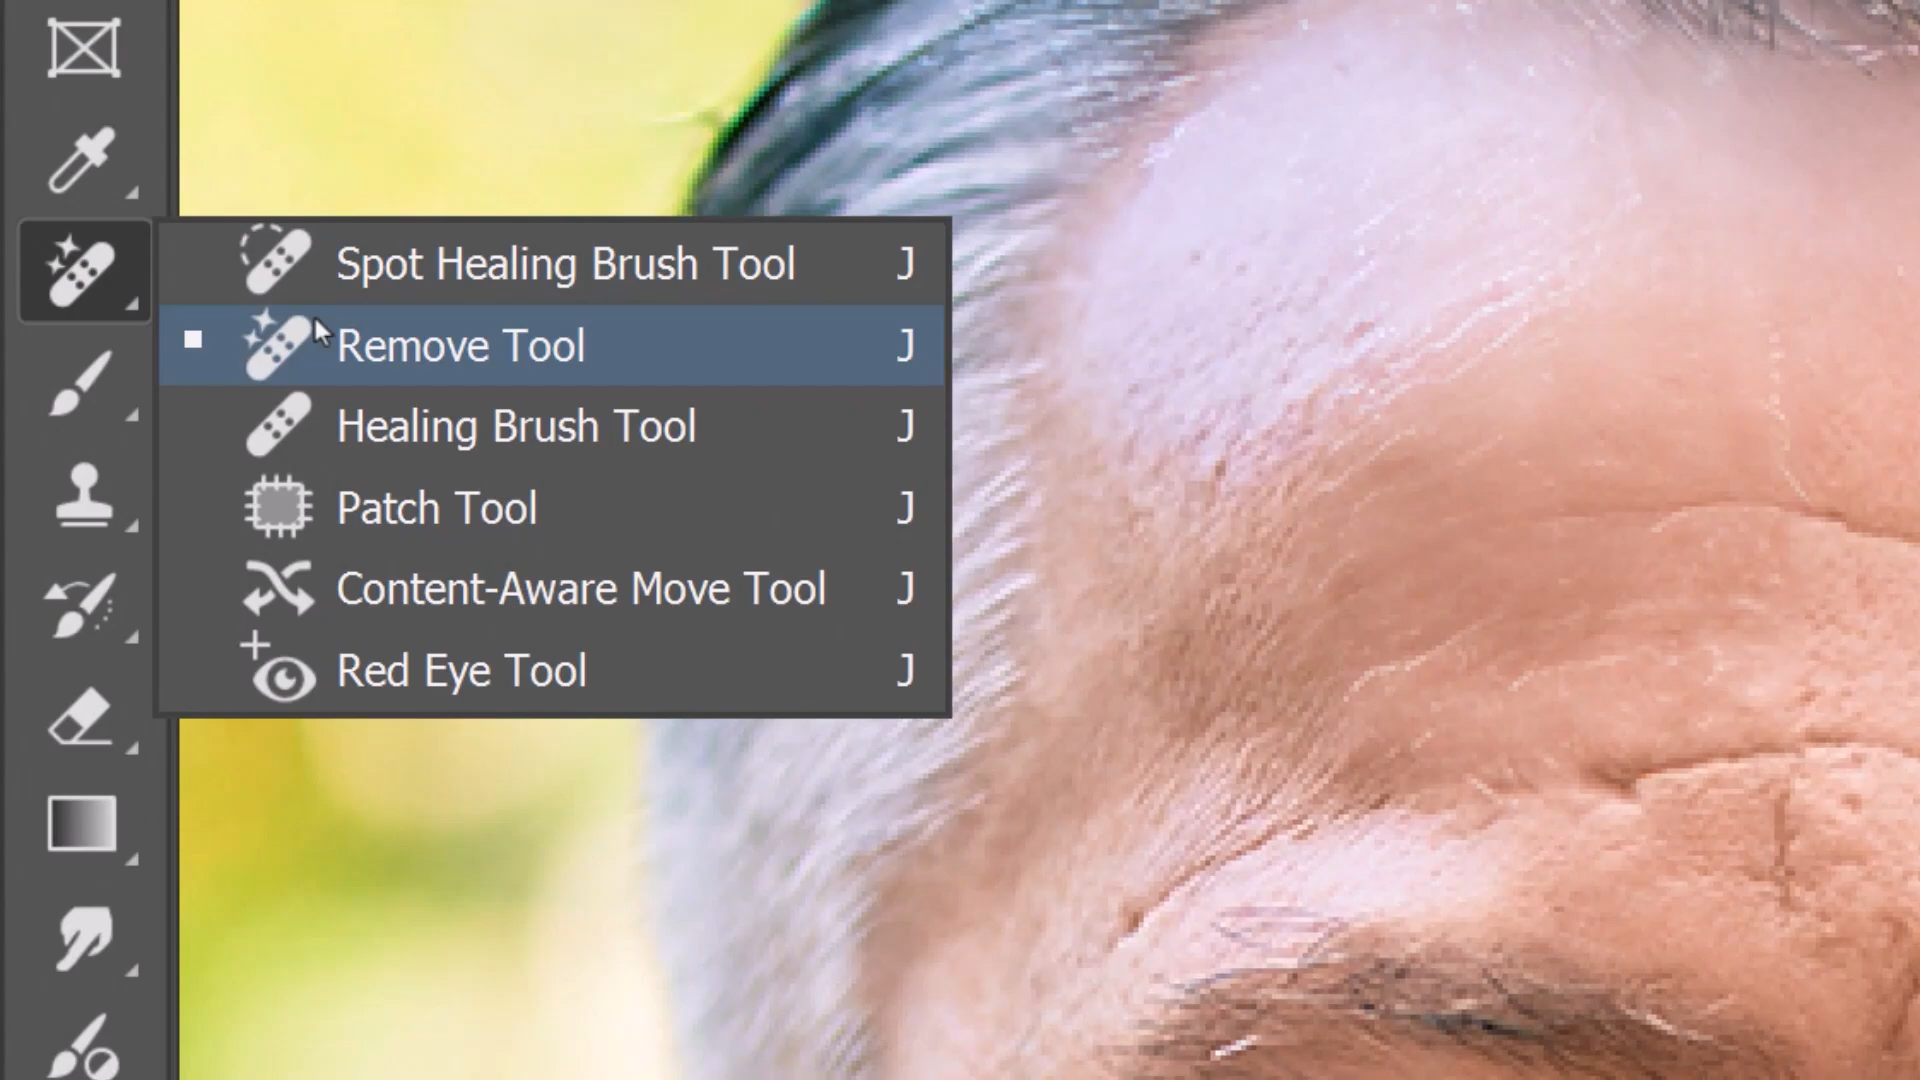 Spot Healing Brush Tool J
Remove Tool J
Healing Brush Tool J
Patch Tool J
Content-Aware Move Tool J
Red Eye Tool J